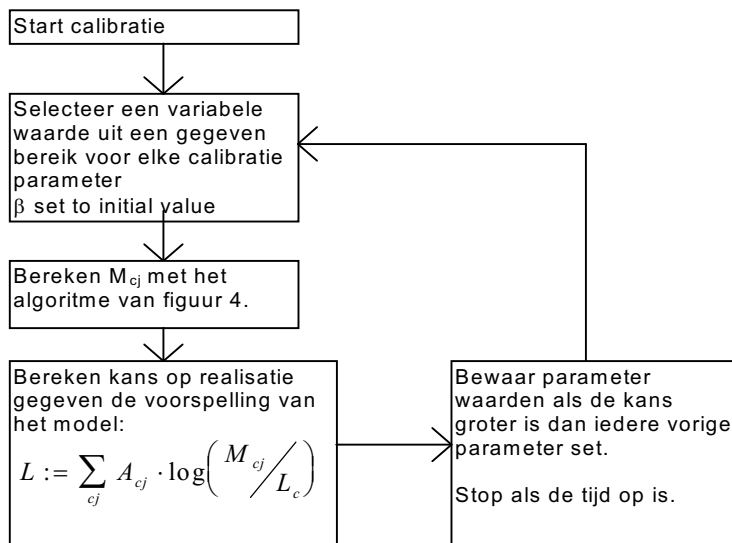 Start calibratie
Selecteer een variabele
waarde uit een gegeven
bereik voor elke calibratie
parameter
β set to initial value
Bereken M_cj met het
algoritme van figuur 4.
Bereken kans op realisatie
gegeven de voorspelling van
het model:
L := ∑_cj A_cj · log(M_cj / L_c)
Bewaar parameter
waarden als de kans
groter is dan iedere vorige
parameter set.
Stop als de tijd op is.